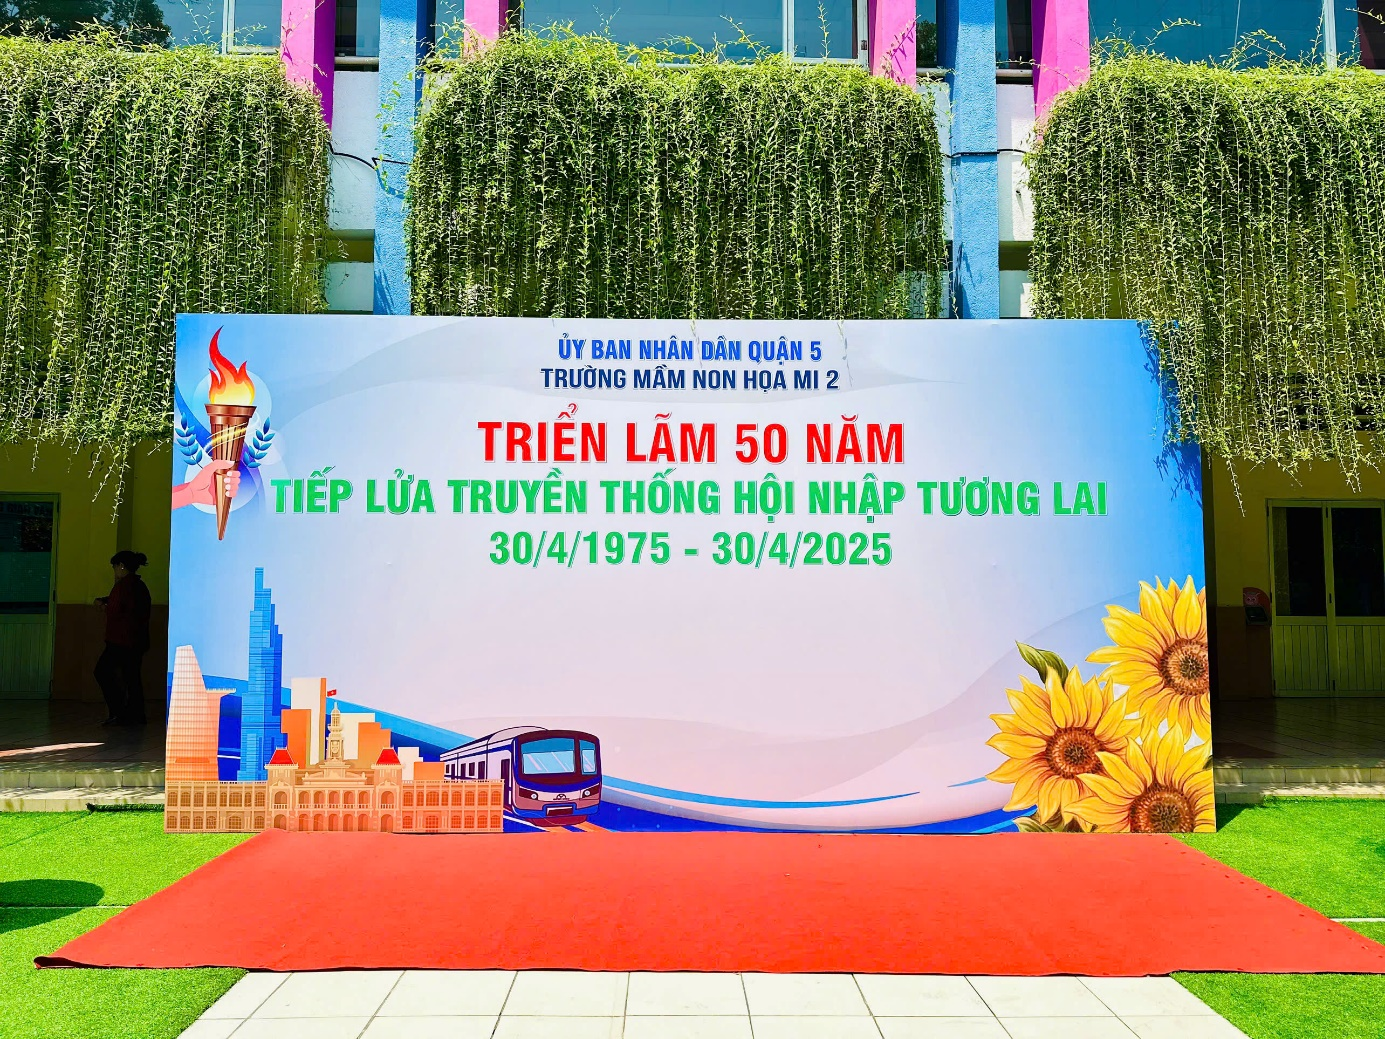 ỦY BAN NHÂN DÂN QUẬN 5
TRƯỜNG MẦM NON HỌA MI 2
TRIỂN LÃM 50 NĂM
TIẾP LỬA TRUYỀN THỐNG HỘI NHẬP TƯƠNG LAI
30/4/1975 - 30/4/2025